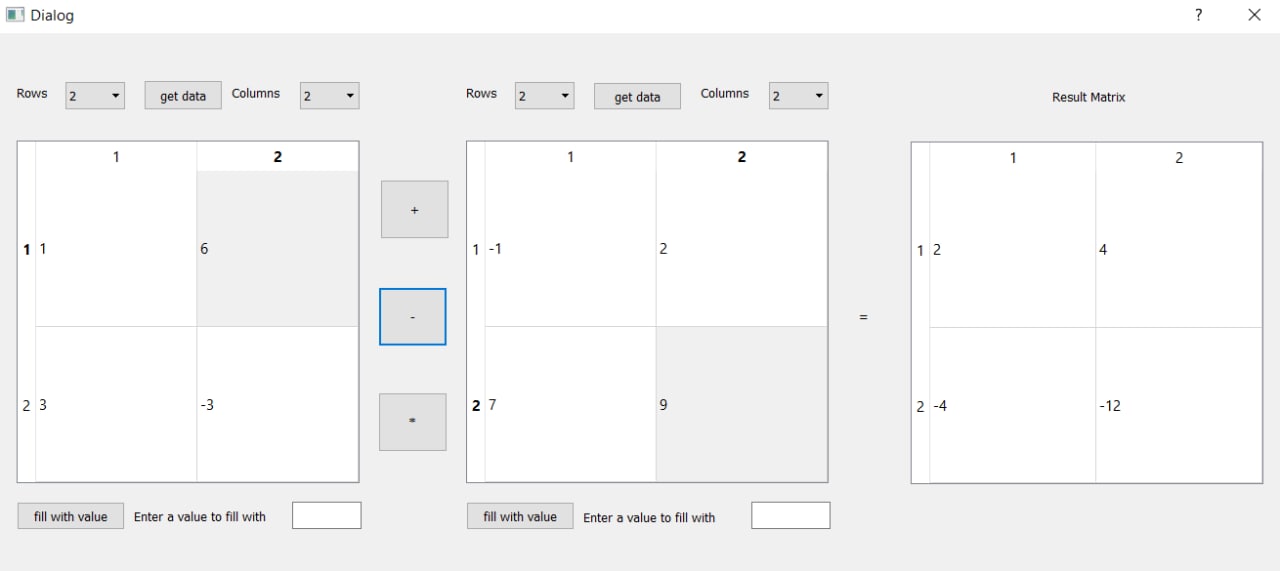 Dialog ?
Rows 2 get data Columns 2 Rows 2 get data Columns 2 Result Matrix
1 2 1 2 1 2
+
1 1 6 1 -1 2 1 2 4
- =
2 3 -3 2 7 9 2 -4 -12
*
fill with value Enter a value to fill with fill with value Enter a value to fill with